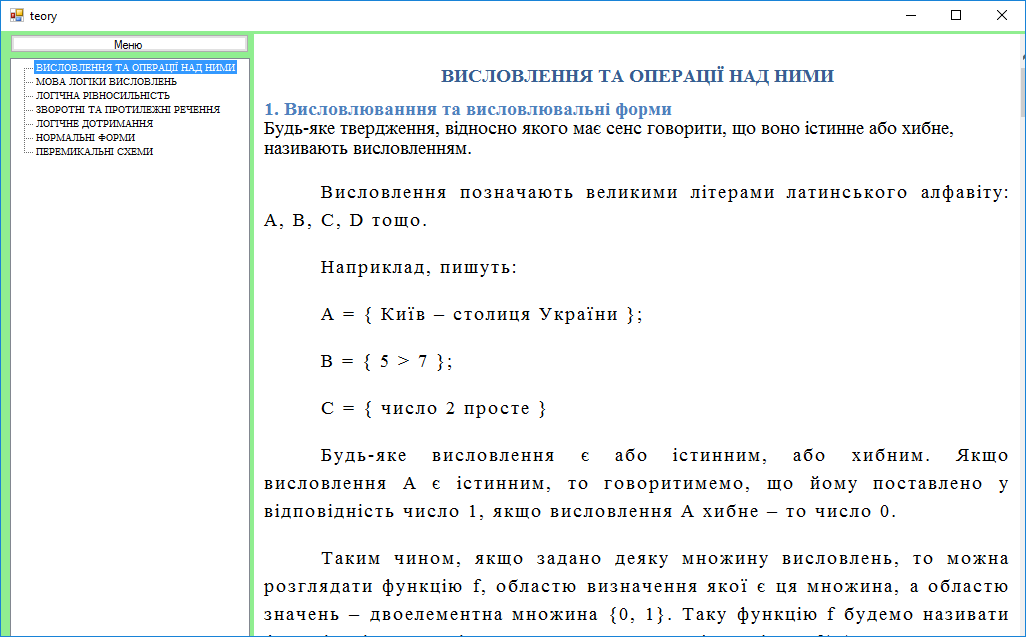 teory
Меню
ВИСЛОВЛЕННЯ ТА ОПЕРАЦІЇ НАД НИМИ
МОВА ЛОГІКИ ВИСЛОВЛЕНЬ
ЛОГІЧНА РІВНОСИЛЬНІСТЬ
ЗВОРОТНІ ТА ПРОТИЛЕЖНІ РЕЧЕННЯ
ЛОГІЧНЕ ДОТРИМАННЯ
НОРМАЛЬНІ ФОРМИ
ПЕРЕМИКАЛЬНІ СХЕМИ
ВИСЛОВЛЕННЯ ТА ОПЕРАЦІЇ НАД НИМИ
1. Висловлюванння та висловлювальні форми
Будь-яке твердження, відносно якого має сенс говорити, що воно істинне або хибне,
називають висловленням.
Висловлення позначають великими літерами латинського алфавіту:
A, B, C, D тощо.
Наприклад, пишуть:
A = { Київ – столиця України };
B = { 5 > 7 };
C = { число 2 просте }
Будь-яке висловлення є або істинним, або хибним. Якщо
висловлення А є істинним, то говоритимемо, що йому поставлено у
відповідність число 1, якщо висловлення А хибне – то число 0.
Таким чином, якщо задано деяку множину висловлень, то можна
розглядати функцію f, областю визначення якої є ця множина, а областю
значень – двоелементна множина {0, 1}. Таку функцію f будемо називати